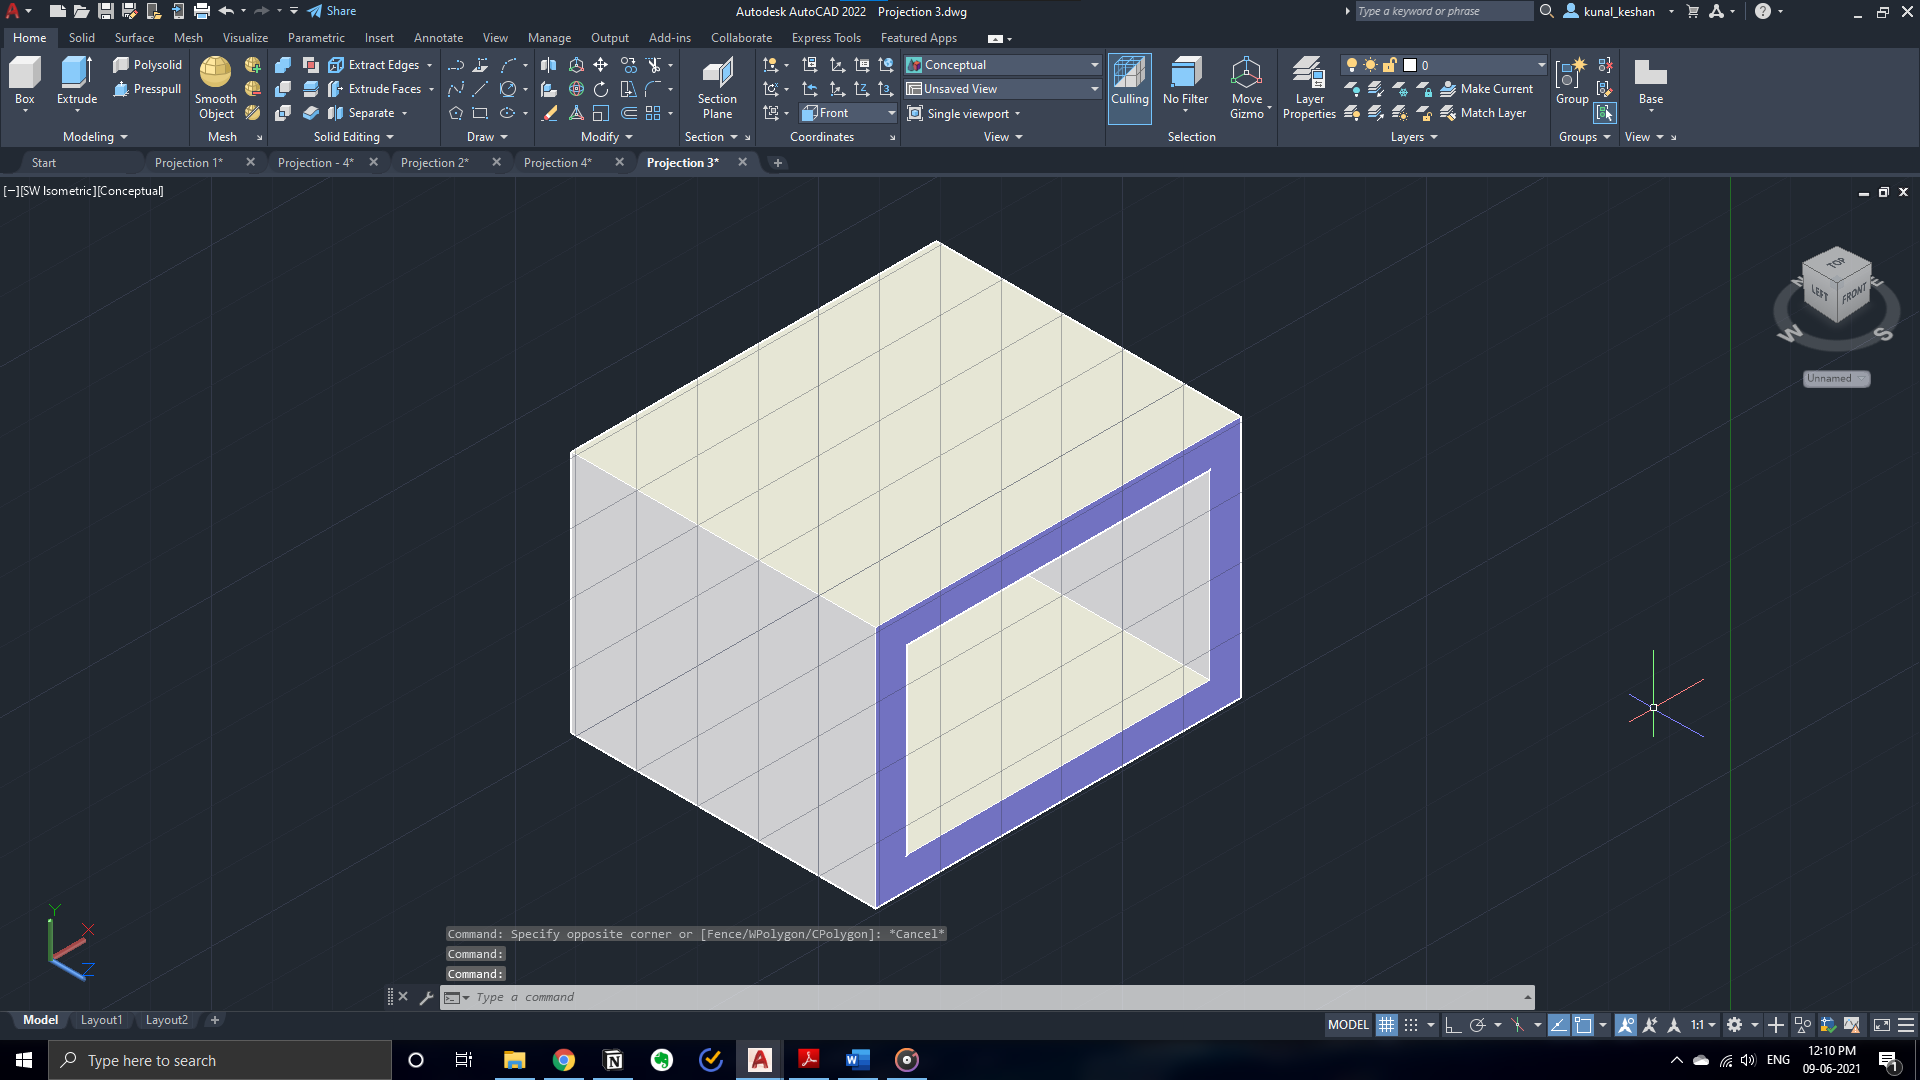 Share
Autodesk AutoCAD 2022 Projection 3.dwg
Type a keyword or phrase
kunal_keshan
Home Solid Surface Mesh Visualize Parametric Insert Annotate View Manage Output Add-ins Collaborate Express Tools Featured Apps
Box
Extrude
Polysolid
Presspull
Smooth
Object
Extract Edges
Extrude Faces
Separate
Section
Plane
Front
Conceptual
Unsaved View
Single viewport
Culling
No Filter
Move
Gizmo
Layer
Properties
0
Make Current
Match Layer
Group
Base
Modeling Mesh Solid Editing Draw Modify Section Coordinates View Selection Layers Groups View
Start Projection 1* Projection - 4* Projection 2* Projection 4* Projection 3*
[−][SW Isometric][Conceptual]
TOP
LEFT FRONT
N E
W S
Unnamed
Y
X
Z
Command: Specify opposite corner or [Fence/WPolygon/CPolygon]: *Cancel*
Command:
Command:
Type a command
Model Layout1 Layout2
MODEL 1:1
Type here to search
ENG
12:10 PM
09-06-2021
1